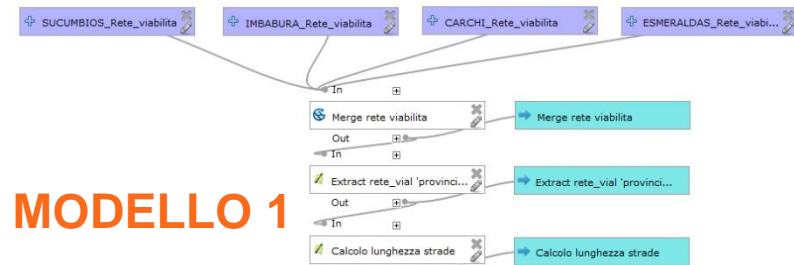 SUCUMBIOS_Rete_viabilita
IMBABURA_Rete_viabilita
CARCHI_Rete_viabilita
ESMERALDAS_Rete_viabi...
In
Merge rete viabilita
Merge rete viabilita
Out
In
Extract rete_vial 'provinci...
Extract rete_vial 'provinci...
Out
In
MODELLO 1
Calcolo lunghezza strade
Calcolo lunghezza strade